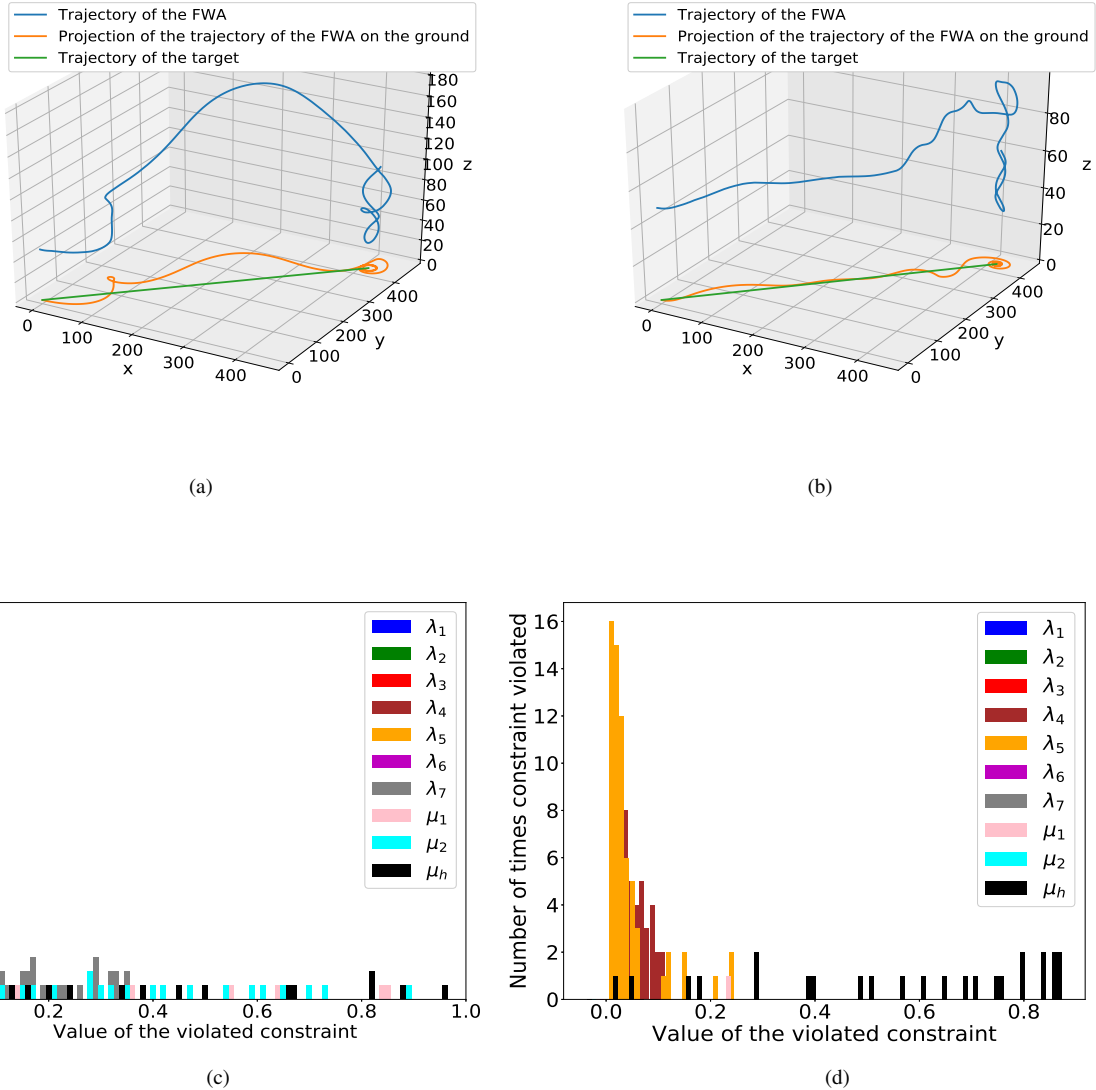 Trajectory of the FWA
Projection of the trajectory of the FWA on the ground
Trajectory of the target
180
160
140
120
100
80
60
40
20
0
z
0
100
200
300
400
x
0
100
200
300
400
y
(a)
Trajectory of the FWA
Projection of the trajectory of the FWA on the ground
Trajectory of the target
80
60
40
20
0
z
0
100
200
300
400
x
0
100
200
300
400
y
(b)
λ1
λ2
λ3
λ4
λ5
λ6
λ7
μ1
μ2
μh
0.2 0.4 0.6 0.8 1.0
Value of the violated constraint
(c)
Number of times constraint violated
16
14
12
10
8
6
4
2
0
λ1
λ2
λ3
λ4
λ5
λ6
λ7
μ1
μ2
μh
0.0 0.2 0.4 0.6 0.8
Value of the violated constraint
(d)